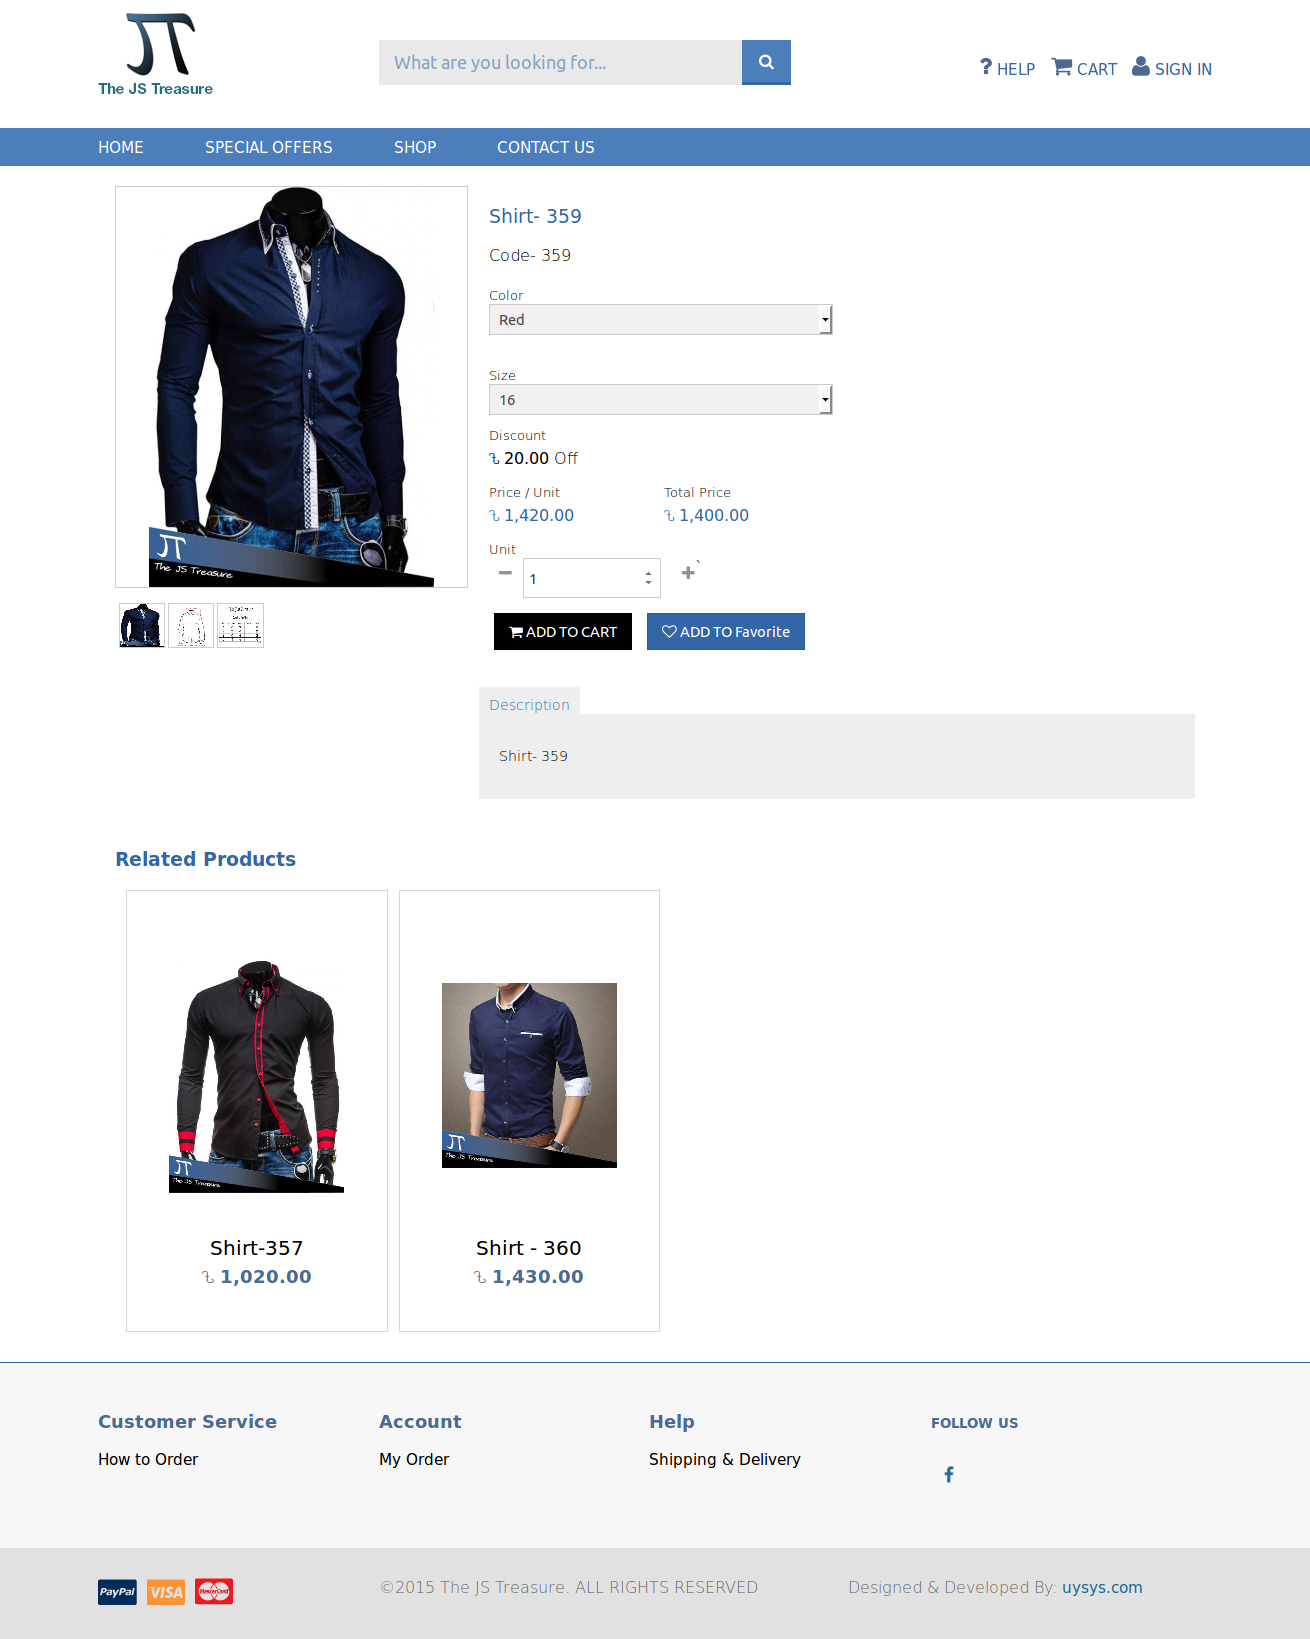 The JS Treasure
What are you looking for...
? HELP CART SIGN IN
HOME SPECIAL OFFERS SHOP CONTACT US
Shirt- 359
Code- 359
Color
Red
Size
16
Discount
৳ 20.00 Off
Price / Unit Total Price
৳ 1,420.00 ৳ 1,400.00
Unit
1 `
The JS Treasure
ADD TO CART ADD TO Favorite
Description
Shirt- 359
Related Products
The JS Treasure
The JS Treasure
Shirt-357 Shirt - 360
৳ 1,020.00 ৳ 1,430.00
Customer Service Account Help FOLLOW US
How to Order My Order Shipping & Delivery
f
PayPal VISA MasterCard ©2015 The JS Treasure. ALL RIGHTS RESERVED Designed & Developed By: uysys.com